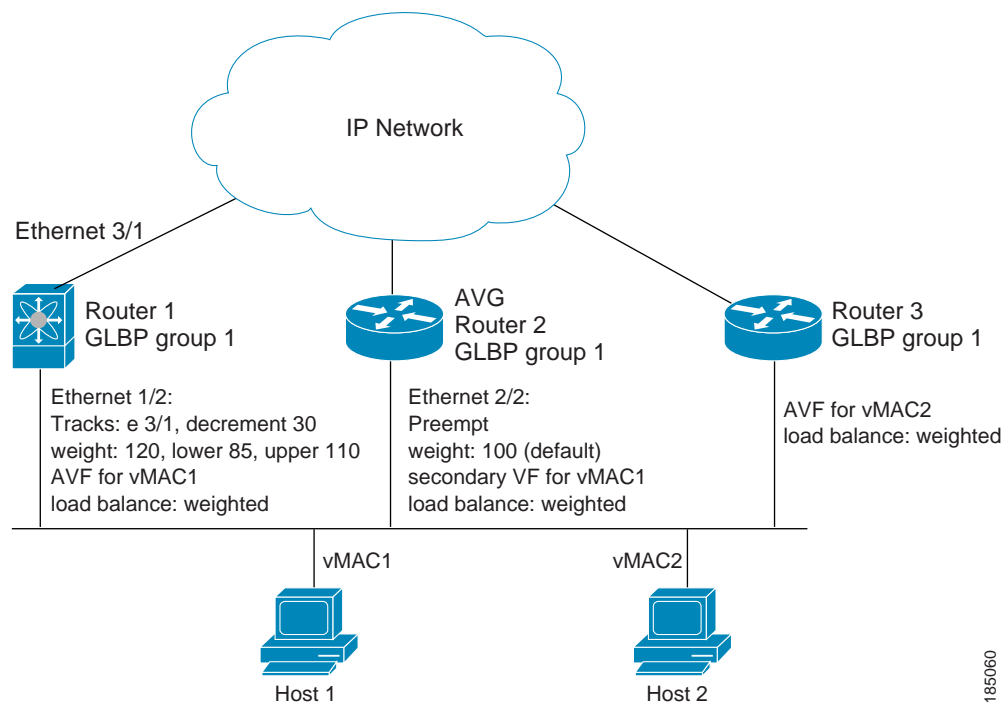 IP Network
Ethernet 3/1
Router 1
GLBP group 1
AVG
Router 2
GLBP group 1
Router 3
GLBP group 1
Ethernet 1/2:
Tracks: e 3/1, decrement 30
weight: 120, lower 85, upper 110
AVF for vMAC1
load balance: weighted
Ethernet 2/2:
Preempt
weight: 100 (default)
secondary VF for vMAC1
load balance: weighted
AVF for vMAC2
load balance: weighted
vMAC1
vMAC2
Host 1
Host 2
185060